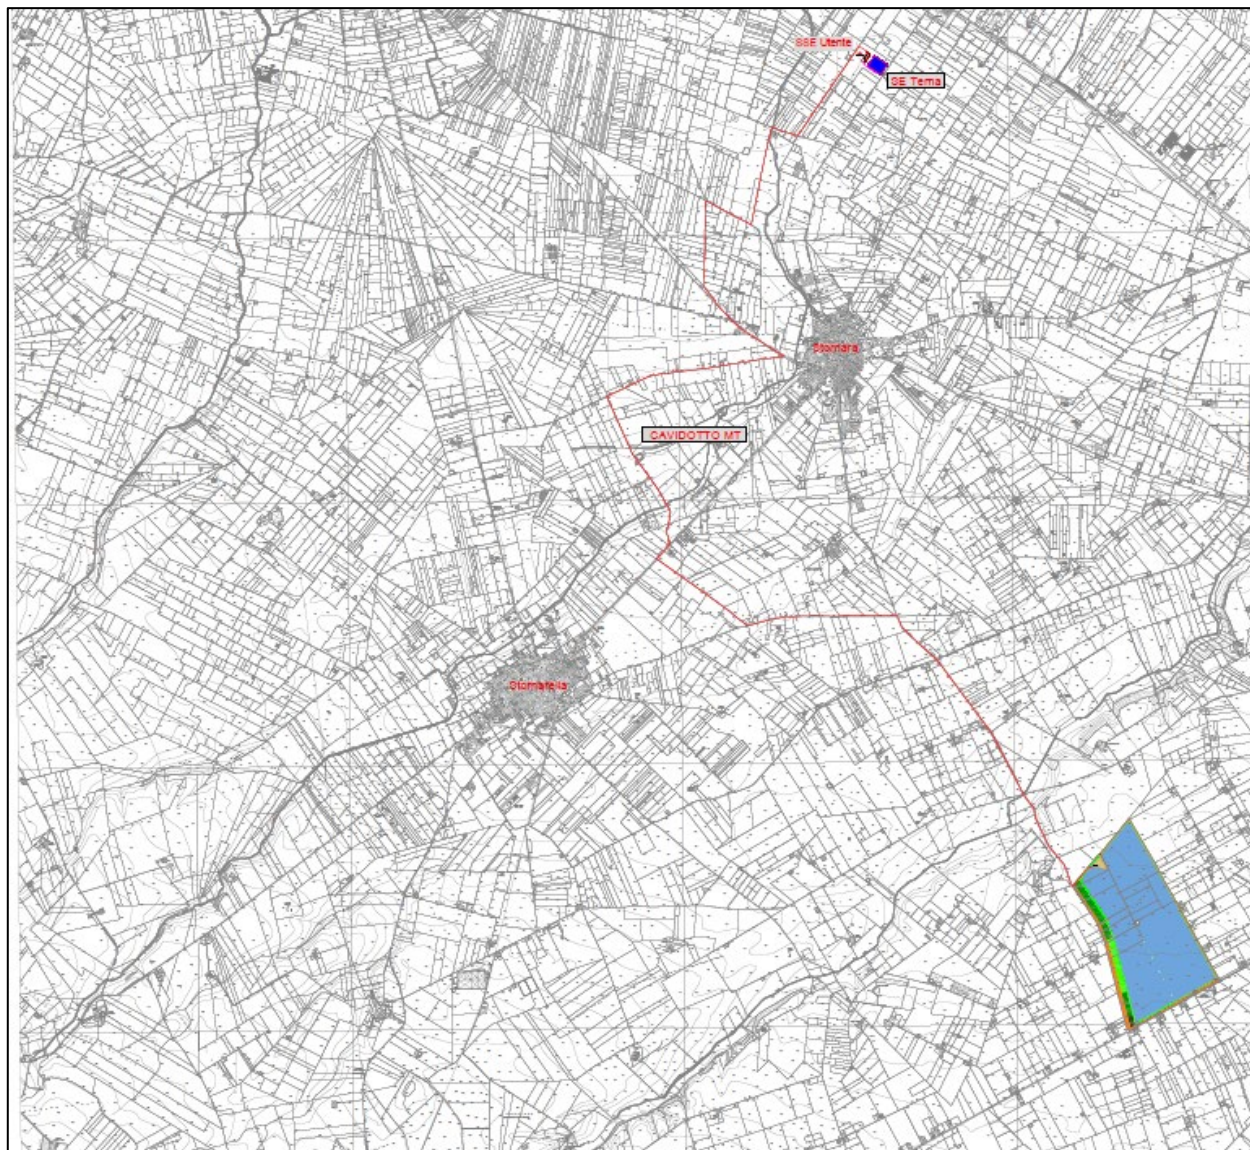 SSE Utente
SE Terna
Stornara
CAVIDOTTO MT
Stornarella